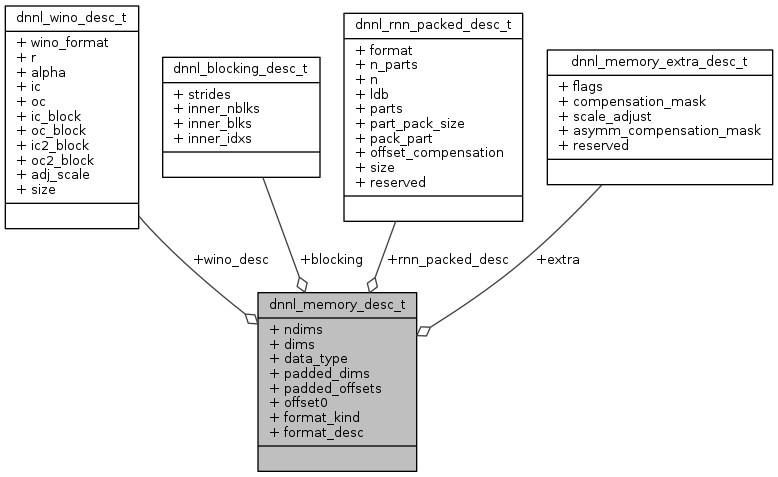 dnnl_wino_desc_t
+ wino_format
+ r
+ alpha
+ ic
+ oc
+ ic_block
+ oc_block
+ ic2_block
+ oc2_block
+ adj_scale
+ size
dnnl_blocking_desc_t
+ strides
+ inner_nblks
+ inner_blks
+ inner_idxs
dnnl_rnn_packed_desc_t
+ format
+ n_parts
+ n
+ ldb
+ parts
+ part_pack_size
+ pack_part
+ offset_compensation
+ size
+ reserved
dnnl_memory_extra_desc_t
+ flags
+ compensation_mask
+ scale_adjust
+ asymm_compensation_mask
+ reserved
+wino_desc
+blocking
+rnn_packed_desc
+extra
dnnl_memory_desc_t
+ ndims
+ dims
+ data_type
+ padded_dims
+ padded_offsets
+ offset0
+ format_kind
+ format_desc